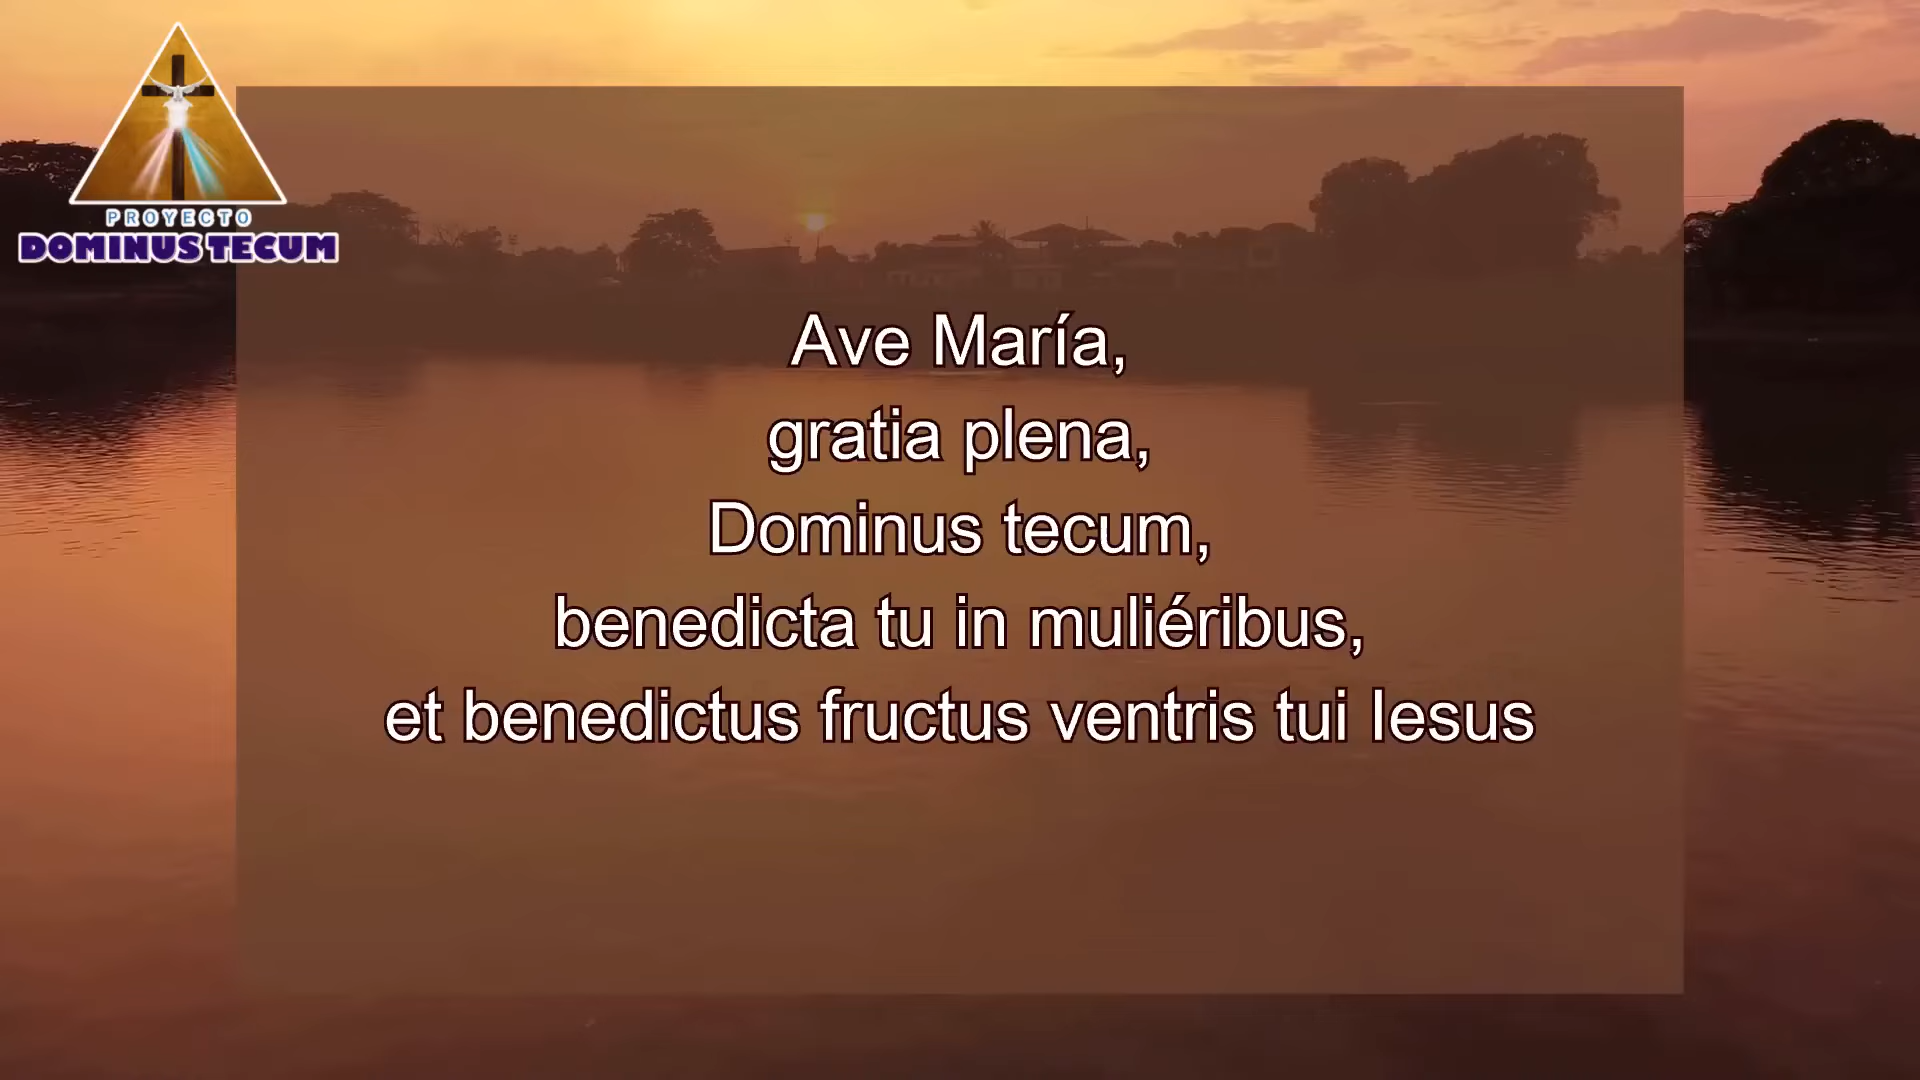 PROYECTO
DOMINUS TECUM
Ave María,
gratia plena,
Dominus tecum,
benedicta tu in muliéribus,
et benedictus fructus ventris tui Iesus